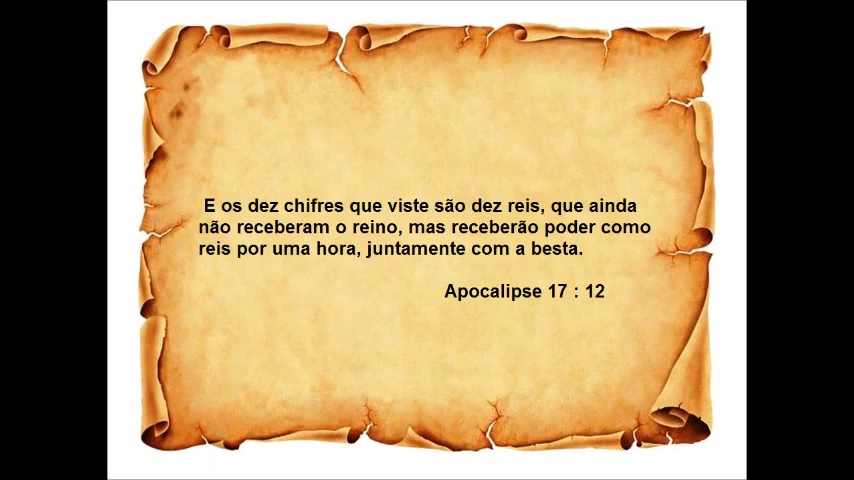 E os dez chifres que viste são dez reis, que ainda
não receberam o reino, mas receberão poder como
reis por uma hora, juntamente com a besta.
Apocalipse 17 : 12